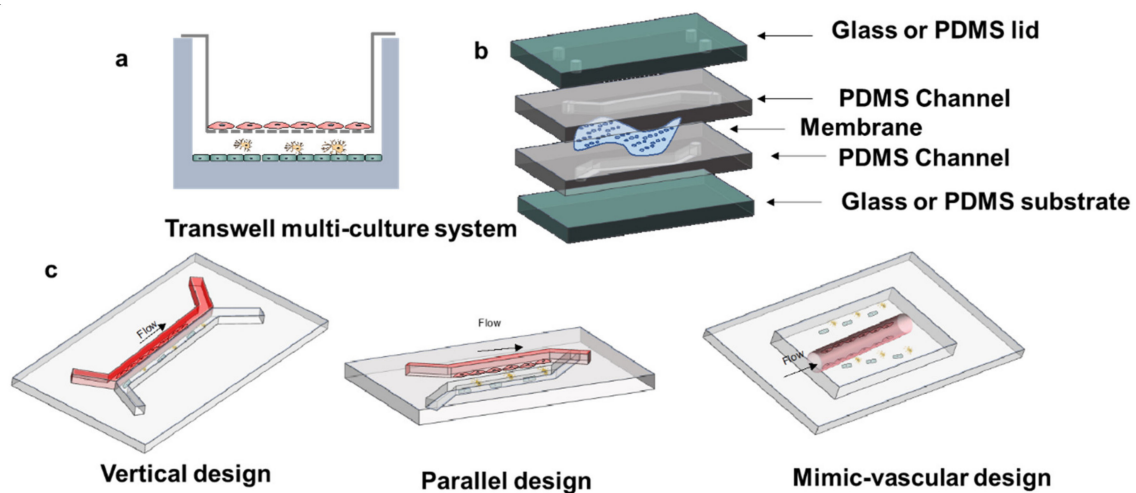 a
b
Glass or PDMS lid
PDMS Channel
Membrane
PDMS Channel
Glass or PDMS substrate
Transwell multi-culture system
c
Flow
Flow
Flow
Vertical design
Parallel design
Mimic-vascular design